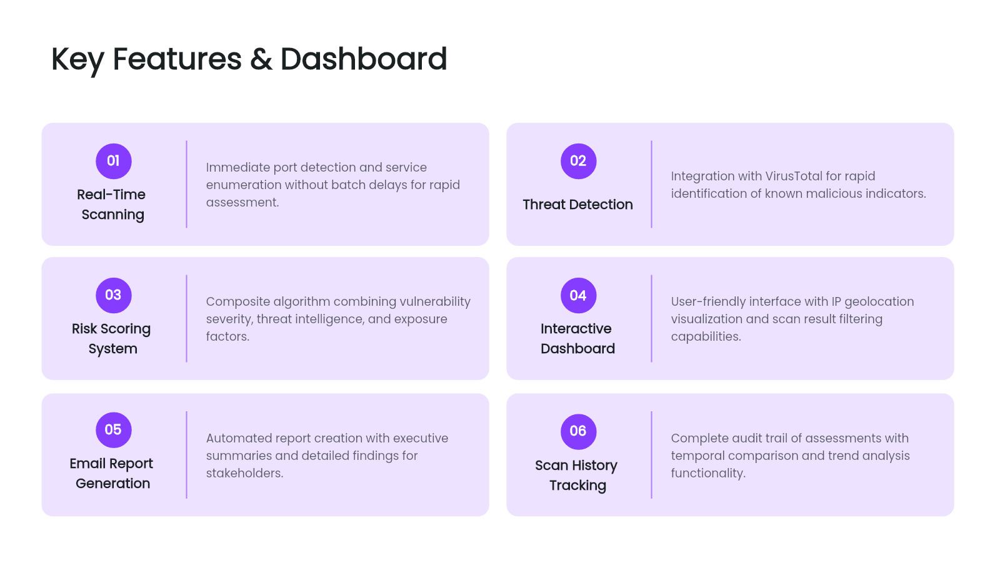 Key Features & Dashboard
01
Real-Time
Scanning
Immediate port detection and service
enumeration without batch delays for rapid
assessment.
02
Threat Detection
Integration with VirusTotal for rapid
identification of known malicious indicators.
03
Risk Scoring
System
Composite algorithm combining vulnerability
severity, threat intelligence, and exposure
factors.
04
Interactive
Dashboard
User-friendly interface with IP geolocation
visualization and scan result filtering
capabilities.
05
Email Report
Generation
Automated report creation with executive
summaries and detailed findings for
stakeholders.
06
Scan History
Tracking
Complete audit trail of assessments with
temporal comparison and trend analysis
functionality.